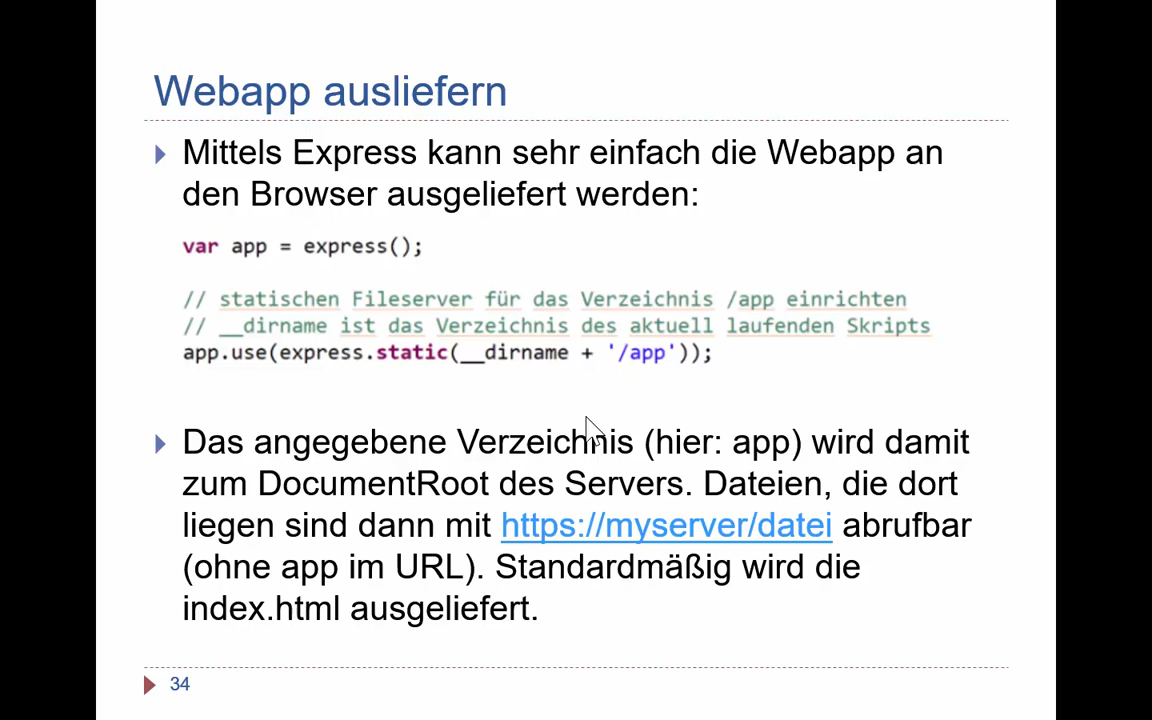 Webapp ausliefern
Mittels Express kann sehr einfach die Webapp an
den Browser ausgeliefert werden:
var app = express();
// statischen Fileserver für das Verzeichnis /app einrichten
// __dirname ist das Verzeichnis des aktuell laufenden Skripts
app.use(express.static(__dirname + '/app'));
Das angegebene Verzeichnis (hier: app) wird damit
zum DocumentRoot des Servers. Dateien, die dort
liegen sind dann mit https://myserver/datei abrufbar
(ohne app im URL). Standardmäßig wird die
index.html ausgeliefert.
34